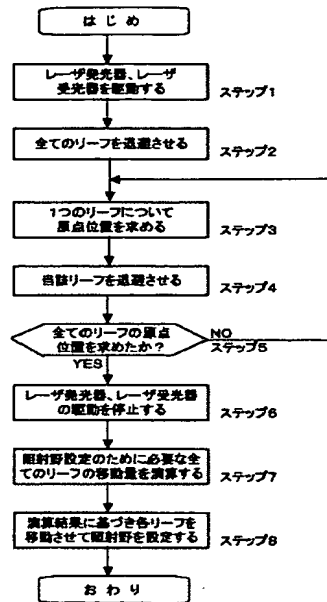 はじめ
レーザ発光器、レーザ
受光器を駆動する
ステップ1
全てのリーフを退避させる
ステップ2
1つのリーフについて
原点位置を求める
ステップ3
当該リーフを退避させる
ステップ4
全てのリーフの原点
位置を求めたか？
NO
ステップ5
YES
レーザ発光器、レーザ受光器
の駆動を停止する
ステップ6
照射野設定のために必要な全
てのリーフの移動量を演算する
ステップ7
演算結果に基づき各リーフを
移動させて照射野を設定する
ステップ8
おわり